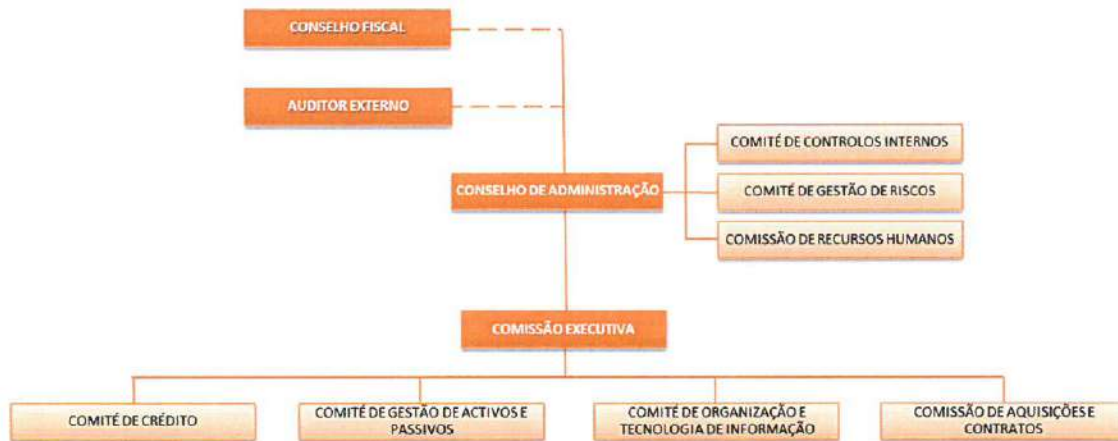 CONSELHO FISCAL
AUDITOR EXTERNO
COMITÉ DE CONTROLOS INTERNOS
CONSELHO DE ADMINISTRAÇÃO
COMITÉ DE GESTÃO DE RISCOS
COMISSÃO DE RECURSOS HUMANOS
COMISSÃO EXECUTIVA
COMITÉ DE CRÉDITO
COMITÉ DE GESTÃO DE ACTIVOS E
PASSIVOS
COMITÉ DE ORGANIZAÇÃO E
TECNOLOGIA DE INFORMAÇÃO
COMISSÃO DE AQUISIÇÕES E
CONTRATOS